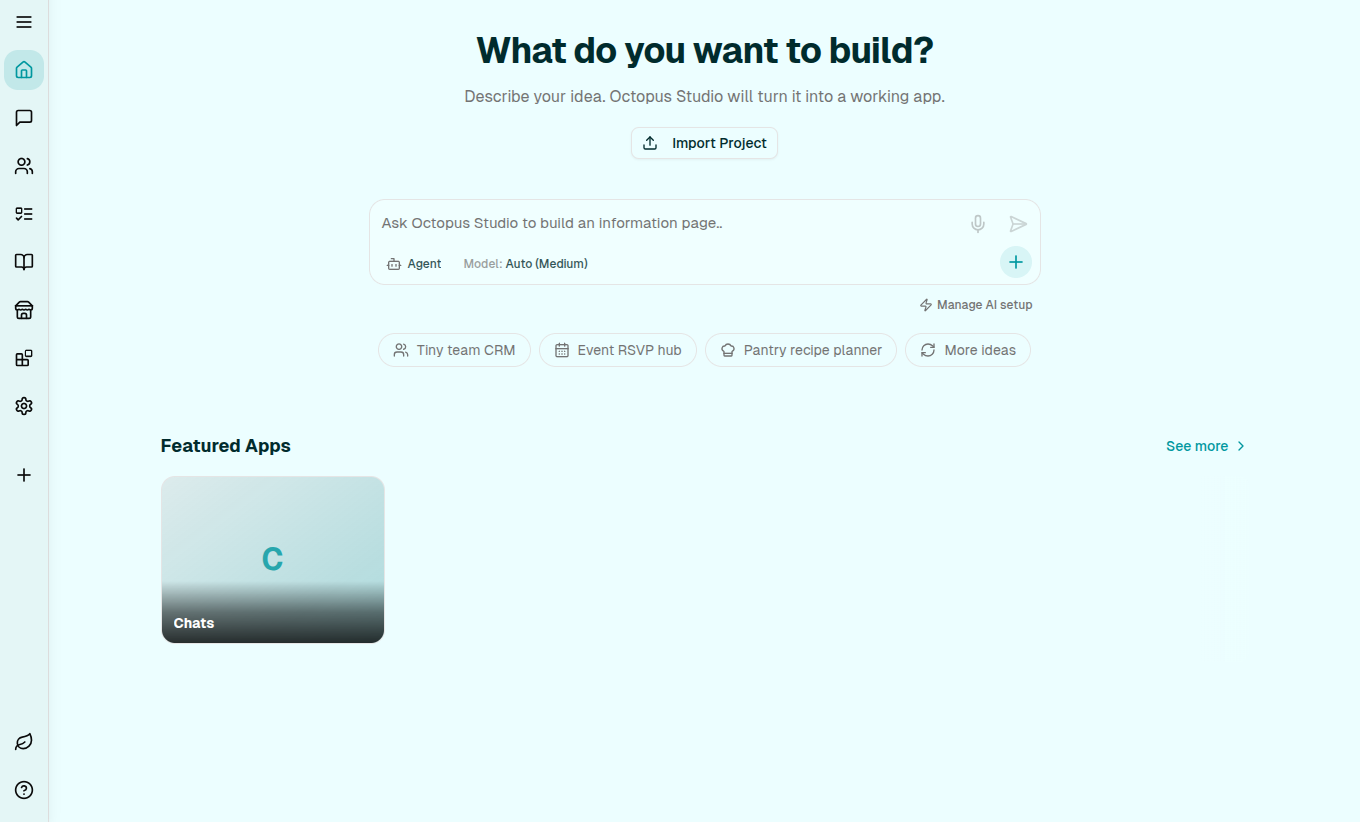 What do you want to build?
Describe your idea. Octopus Studio will turn it into a working app.
Import Project
Ask Octopus Studio to build an information page..
Agent Model: Auto (Medium)
Manage AI setup
Tiny team CRM Event RSVP hub Pantry recipe planner More ideas
Featured Apps See more
C
Chats